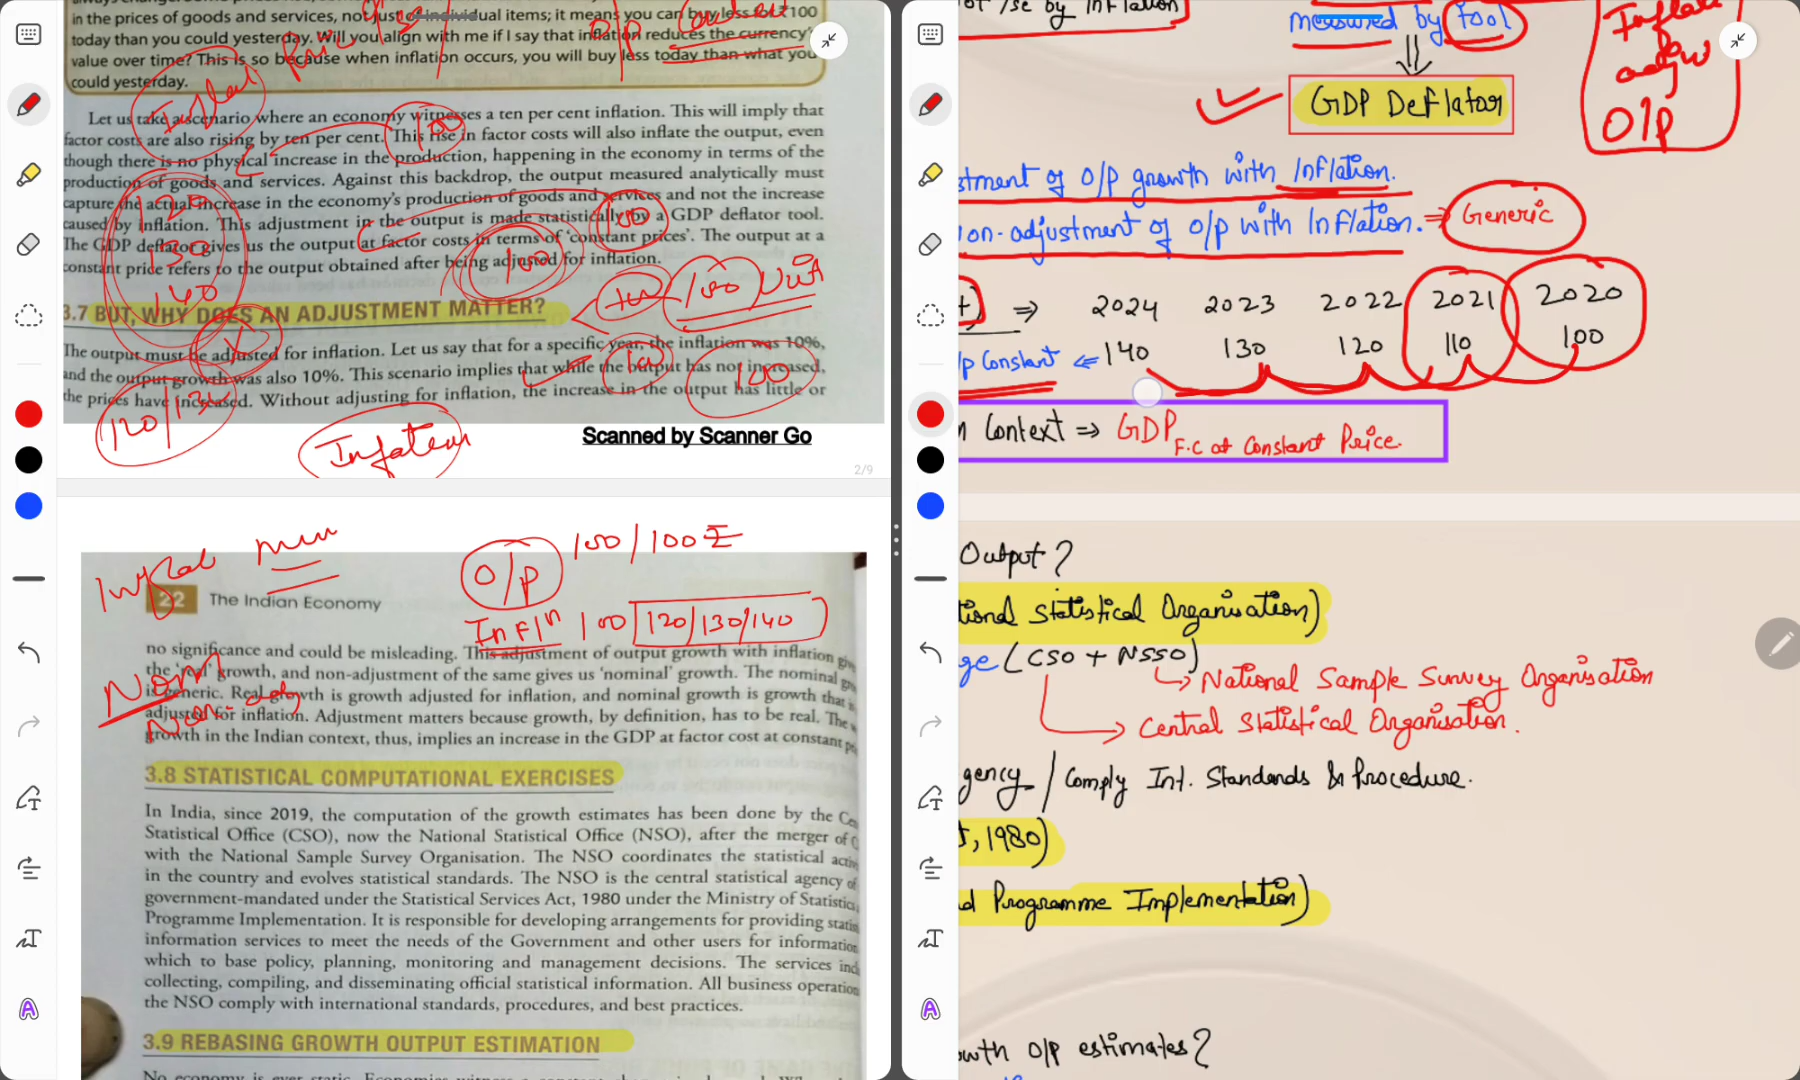 in the prices of goods and services, not just of individual items; it means you can buy less for ₹100
today than you could yesterday. Will you align with me if I say that inflation reduces the currency'
value over time? This is so because when inflation occurs, you will buy less today than what you
could yesterday.
Let us take a scenario where an economy witnesses a ten per cent inflation. This will imply that
factor costs are also rising by ten per cent. This rise in factor costs will also inflate the output, even
though there is no physical increase in the production, happening in the economy in terms of the
production of goods and services. Against this backdrop, the output measured analytically must
capture the actual increase in the economy's production of goods and services and not the increase
caused by inflation. This adjustment in the output is made statistically by a GDP deflator tool.
The GDP deflator gives us the output at factor costs in terms of 'constant prices'. The output at a
constant price refers to the output obtained after being adjusted for inflation.
100
100
120
130
140
100
100 Unit
3.7 BUT, WHY DOES AN ADJUSTMENT MATTER?
The output must be adjusted for inflation. Let us say that for a specific year, the inflation was 10%,
and the output growth was also 10%. This scenario implies that while the output has not increased,
the prices have increased. Without adjusting for inflation, the increase in the output has little or
100
Scanned by Scanner Go
2/9
O/p 100/100 ₹
Infln 100 120/130/140
22 The Indian Economy
no significance and could be misleading. This adjustment of output growth with inflation
the 'real' growth, and non-adjustment of the same gives us 'nominal' growth. The nominal
is generic. Real growth is growth adjusted for inflation, and nominal growth is growth that
adjusted for inflation. Adjustment matters because growth, by definition, has to be real. The
growth in the Indian context, thus, implies an increase in the GDP at factor cost at constant
3.8 STATISTICAL COMPUTATIONAL EXERCISES
In India, since 2019, the computation of the growth estimates has been done by the Ce
Statistical Office (CSO), now the National Statistical Office (NSO), after the merger of
with the National Sample Survey Organisation. The NSO coordinates the statistical
in the country and evolves statistical standards. The NSO is the central statistical agency of
government-mandated under the Statistical Services Act, 1980 under the Ministry of Statistics
Programme Implementation. It is responsible for developing arrangements for providing
information services to meet the needs of the Government and other users for information
which to base policy, planning, monitoring and management decisions. The services
collecting, compiling, and disseminating official statistical information. All business operation
the NSO comply with international standards, procedures, and best practices.
3.9 REBASING GROWTH OUTPUT ESTIMATION
by Inflation
measured by tool
GDP Deflator
O/p
stment of O/p growth with Inflation.
on-adjustment of o/p with Inflation. ⇒ Generic
⇒ 2024 2023 2022 2021 2020
/p Constant ⇐ 140 130 120 110 100
Context ⇒ GDP F.C at Constant Price.
Output?
tional Statistical Organisation)
ge (CSO + NSSO)
→ National Sample Survey Organisation
→ Central Statistical Organisation.
gency / Comply Int. Standards & Procedure.
, 1980)
d Programme Implementation)
owth O/p estimates?